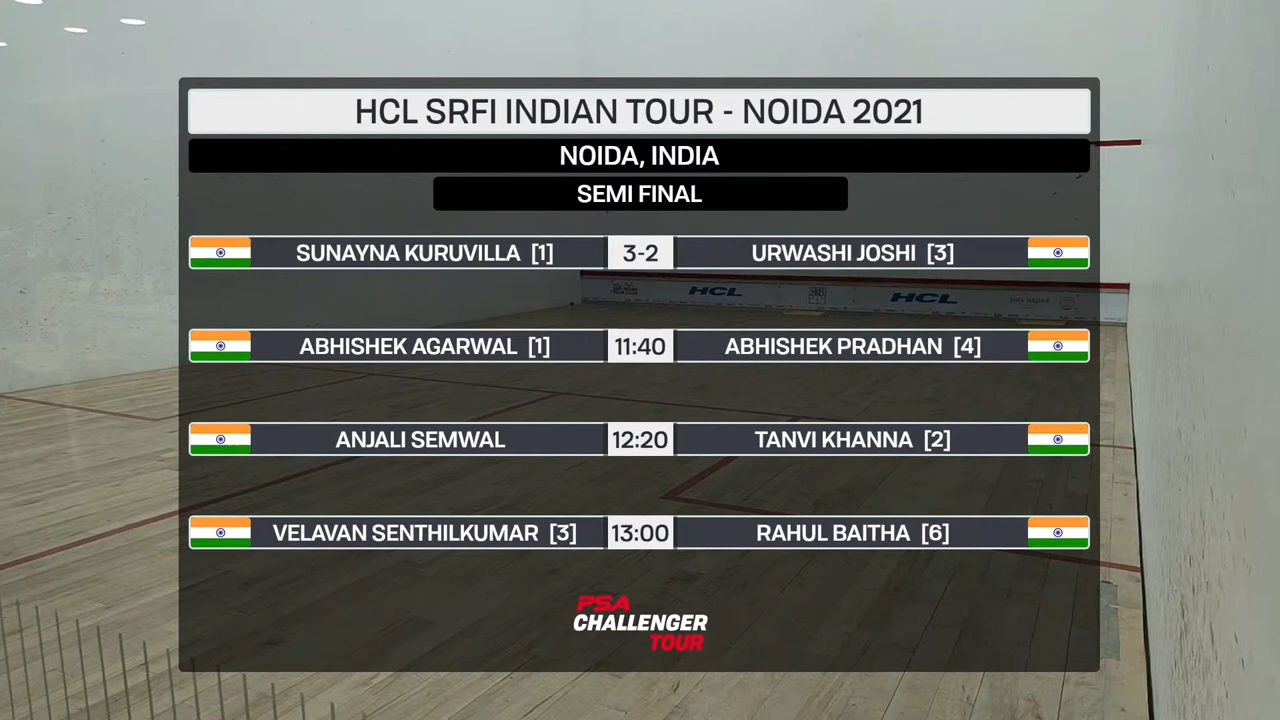 HCL SRFI INDIAN TOUR - NOIDA 2021
NOIDA, INDIA
SEMI FINAL
SUNAYNA KURUVILLA [1] 3-2 URWASHI JOSHI [3]
HCL HCL
ABHISHEK AGARWAL [1] 11:40 ABHISHEK PRADHAN [4]
ANJALI SEMWAL 12:20 TANVI KHANNA [2]
VELAVAN SENTHILKUMAR [3] 13:00 RAHUL BAITHA [6]
PSA
CHALLENGER
TOUR